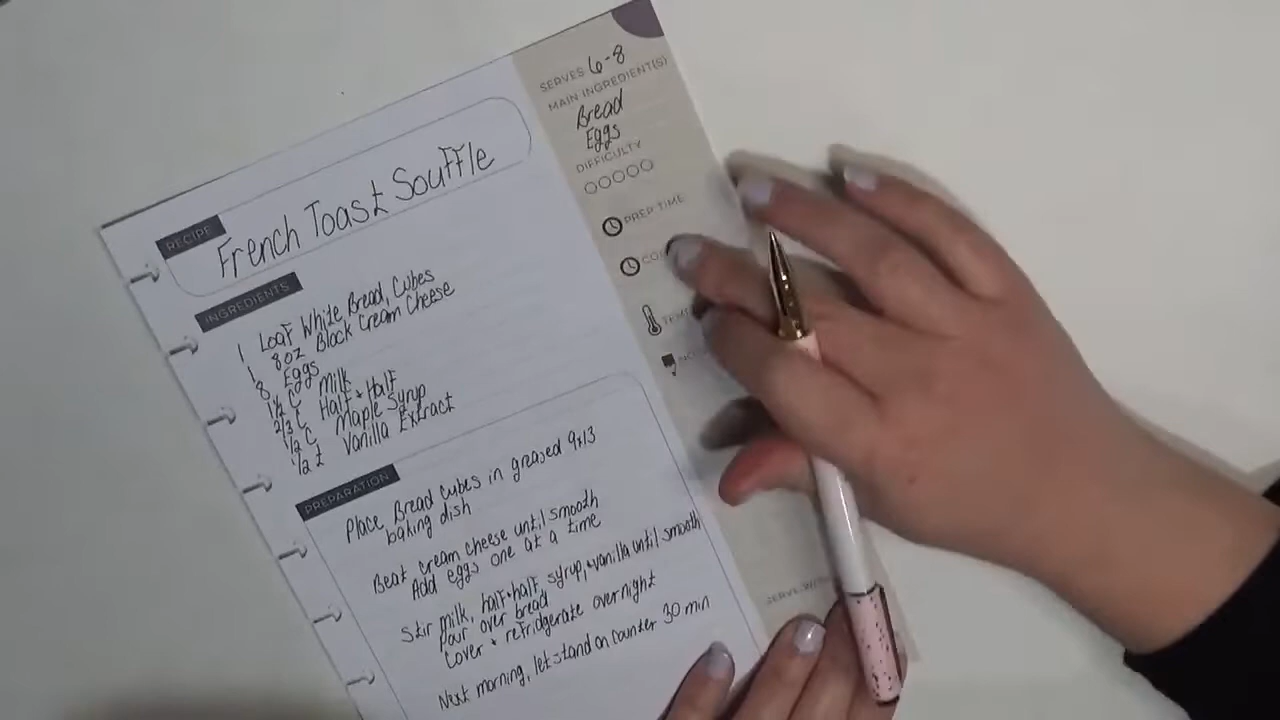 RECIPE
French Toast Souffle
INGREDIENTS
1 Loaf White Bread, Cubes
1 8oz Block Cream Cheese
8 Eggs
1½ C Milk
2/3 C Half + Half
1/2 C Maple Syrup
1/2 t Vanilla Extract
PREPARATION
Place Bread cubes in greased 9x13
baking dish
Beat cream cheese until smooth
Add eggs one at a time
Stir milk, half+half, syrup, + vanilla until smooth
Pour over bread
Cover + refridgerate overnight
Next morning, let stand on counter 30 min
SERVES 6-8
MAIN INGREDIENT(S)
Bread
Eggs
DIFFICULTY
PREP TIME
SERVE WITH